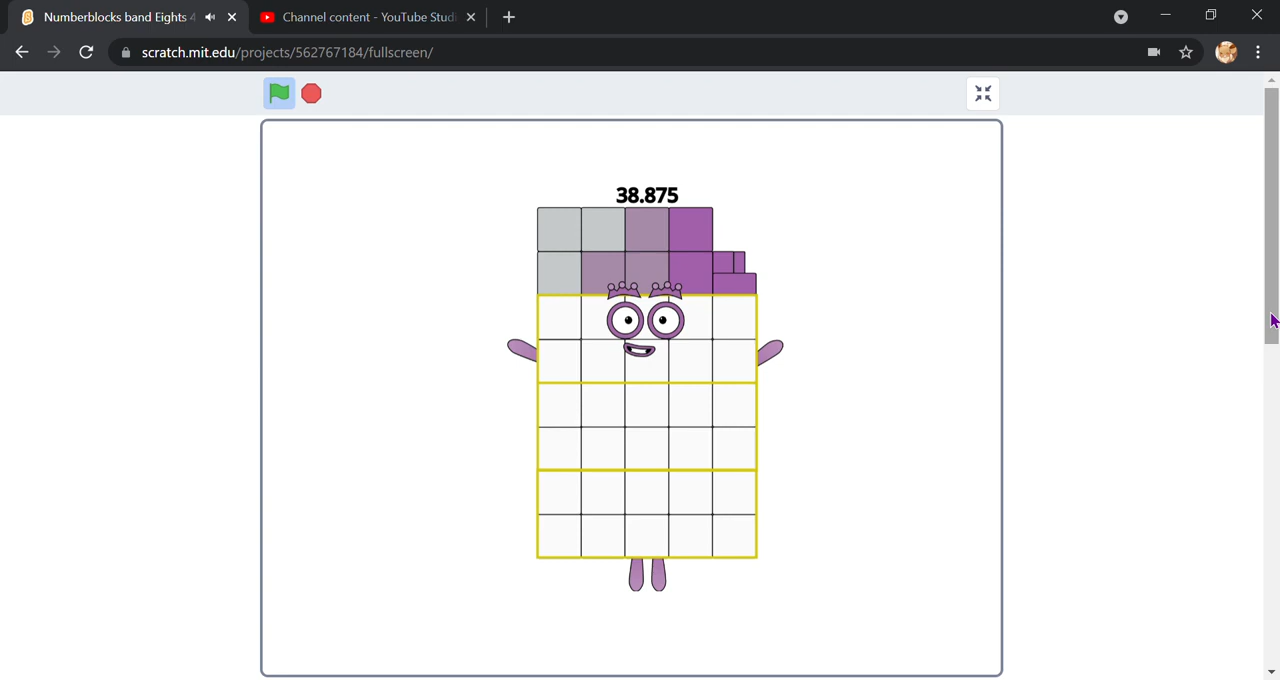 Numberblocks band Eights 4
Channel content - YouTube Studi
scratch.mit.edu/projects/562767184/fullscreen/
38.875